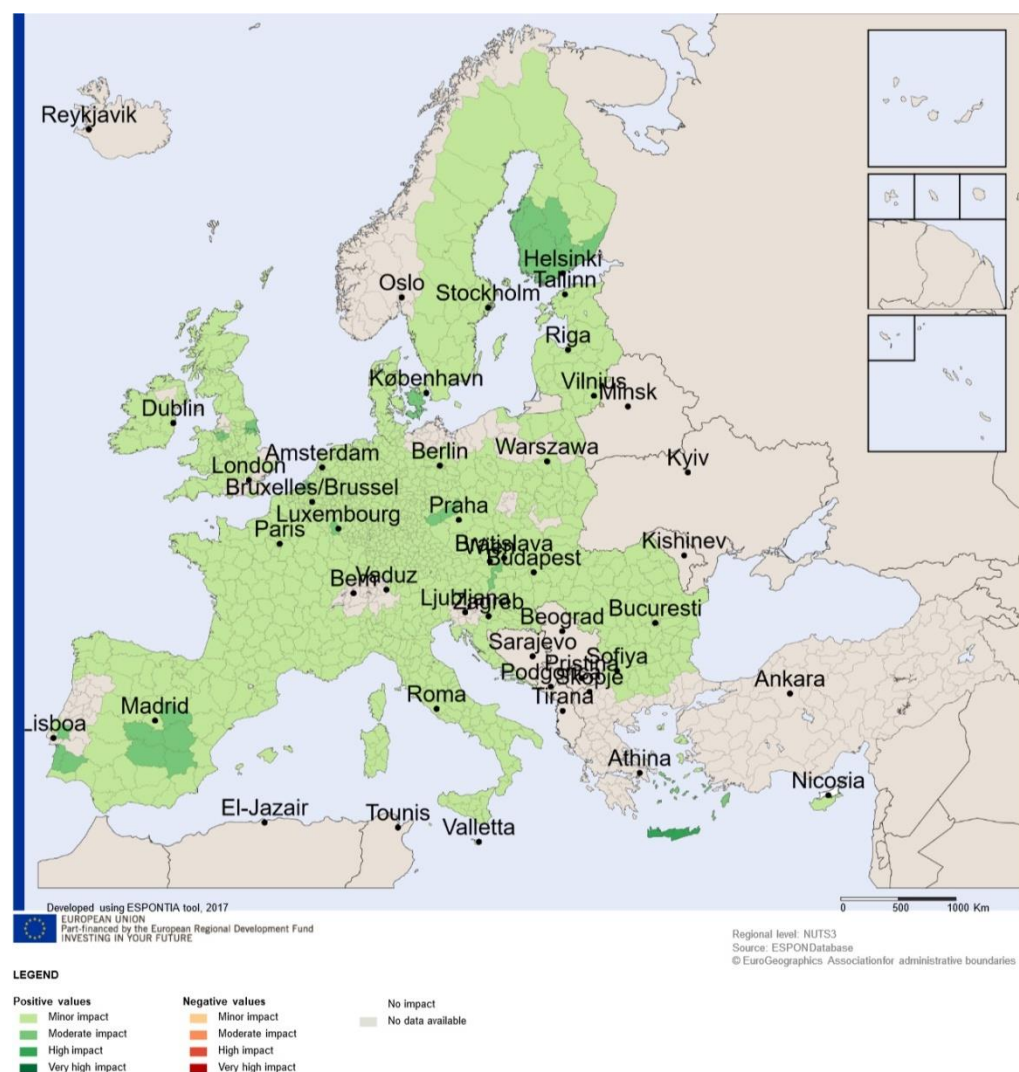 Reykjavik
Oslo
Helsinki
Tallinn
Stockholm
Riga
København
Vilnius
Minsk
Dublin
Amsterdam
Berlin
Warszawa
London
Kyiv
Bruxelles/Brussel
Luxembourg
Praha
Paris
Bratislava
Wien
Kishinev
Budapest
Bern
Vaduz
Ljubljana
Zagreb
Beograd
Bucuresti
Sarajevo
Sofiya
Pristina
Podgorica
Skopje
Tirana
Ankara
Madrid
Roma
Lisboa
Athina
Nicosia
El-Jazair
Tounis
Valletta
Developed using ESPONTIA tool, 2017
0 500 1000 Km
EUROPEAN UNION
Part-financed by the European Regional Development Fund
INVESTING IN YOUR FUTURE
Regional level: NUTS3
Source: ESPONDatabase
© EuroGeographics Associationfor administrative boundaries
LEGEND
Positive values
Minor impact
Moderate impact
High impact
Very high impact
Negative values
Minor impact
Moderate impact
High impact
Very high impact
No impact
No data available